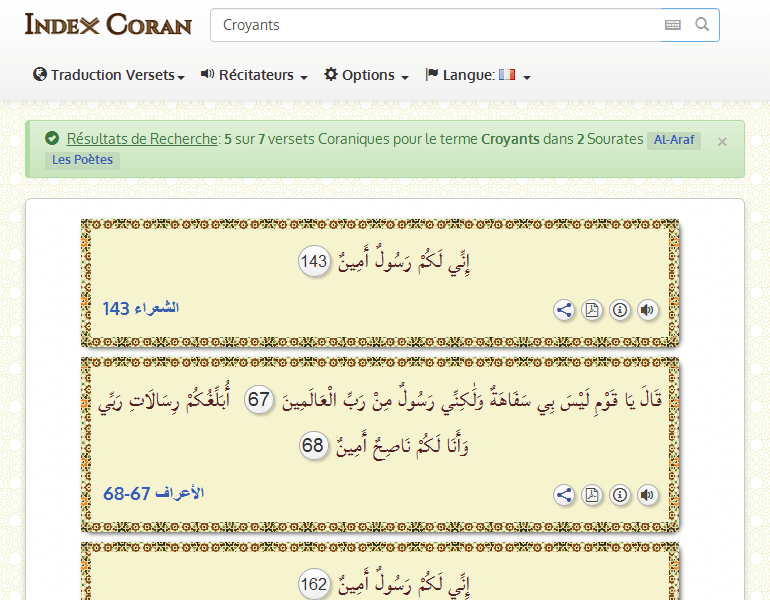 INDEX CORAN
Croyants
Traduction Versets Récitateurs Options Langue:
Résultats de Recherche: 5 sur 7 versets Coraniques pour le terme Croyants dans 2 Sourates Al-Araf ×
Les Poètes
إِنِّي لَكُمْ رَسُولٌ أَمِينٌ 143
الشعراء 143
قَالَ يَا قَوْمِ لَيْسَ بِي سَفَاهَةٌ وَلَٰكِنِّي رَسُولٌ مِنْ رَبِّ الْعَالَمِينَ 67 أُبَلِّغُكُمْ رِسَالَاتِ رَبِّي
وَأَنَا لَكُمْ نَاصِحٌ أَمِينٌ 68
الأعراف 67-68
إِنِّي لَكُمْ رَسُولٌ أَمِينٌ 162